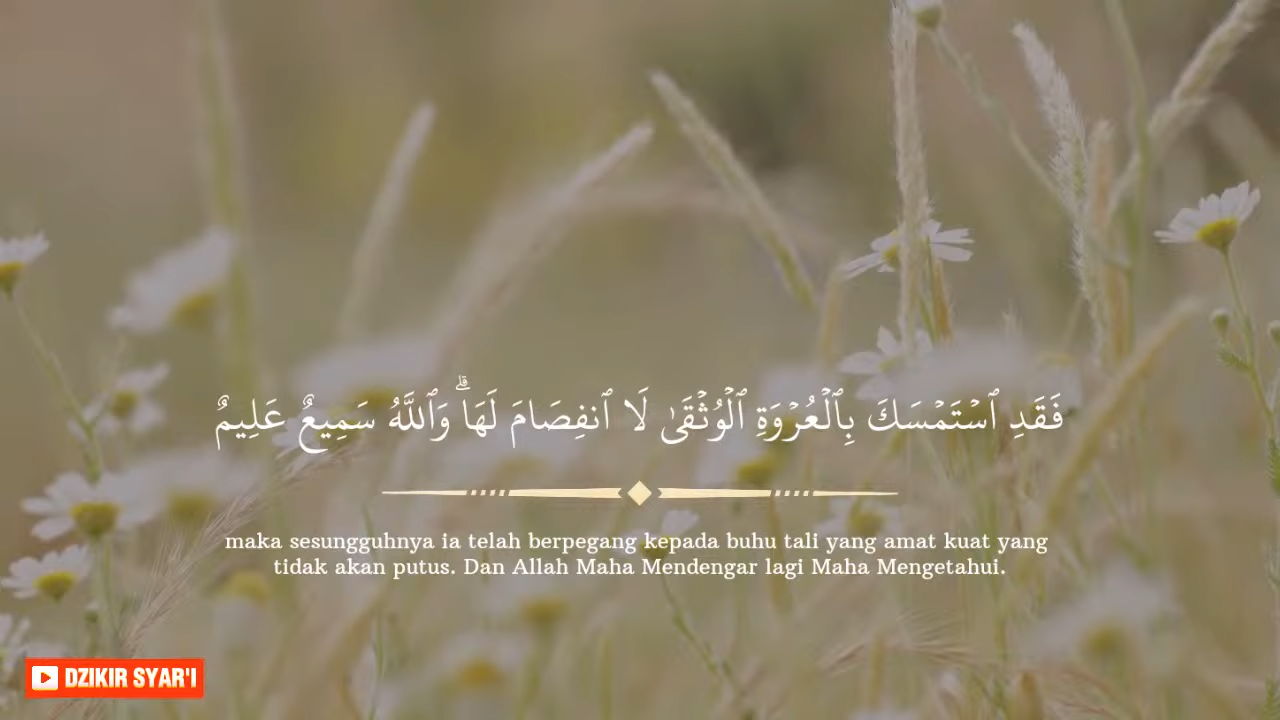 فَقَدِ ٱسۡتَمۡسَكَ بِٱلۡعُرۡوَةِ ٱلۡوُثۡقَىٰ لَا ٱنفِصَامَ لَهَاۗ وَٱللَّهُ سَمِيعٌ عَلِيمٌ
maka sesungguhnya ia telah berpegang kepada buhu tali yang amat kuat yang
tidak akan putus. Dan Allah Maha Mendengar lagi Maha Mengetahui.
DZIKIR SYAR'I